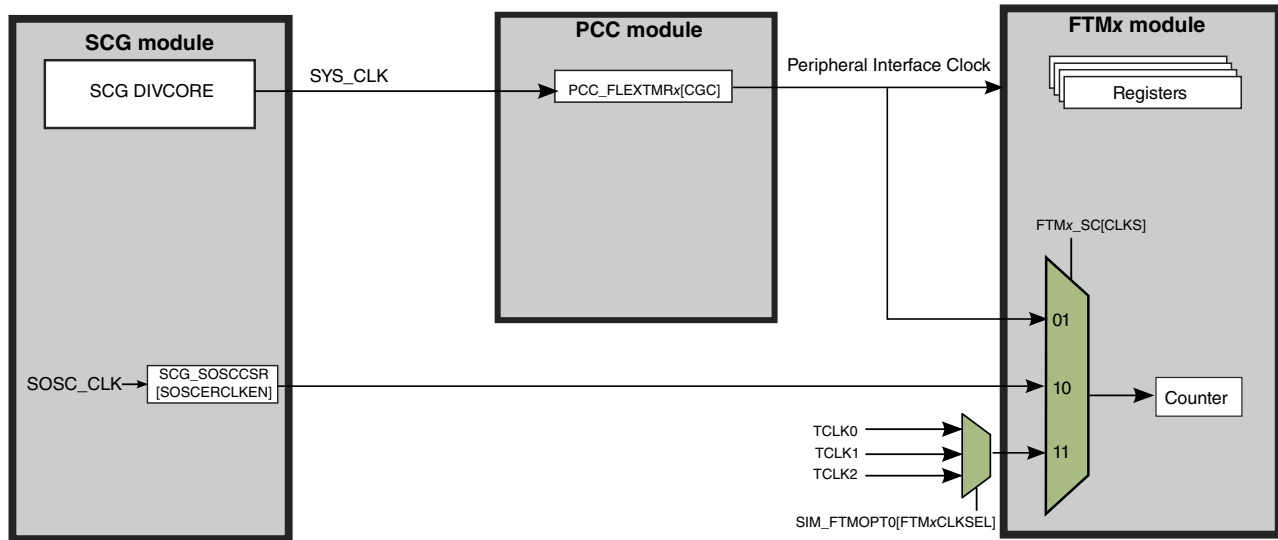 SCG module
PCC module
FTMx module
SCG DIVCORE
SYS_CLK
PCC_FLEXTMRx[CGC]
Peripheral Interface Clock
Registers
FTMx_SC[CLKS]
01
SOSC_CLK
SCG_SOSCCSR
[SOSCERCLKEN]
10
Counter
TCLK0
TCLK1
TCLK2
11
SIM_FTMOPT0[FTMxCLKSEL]